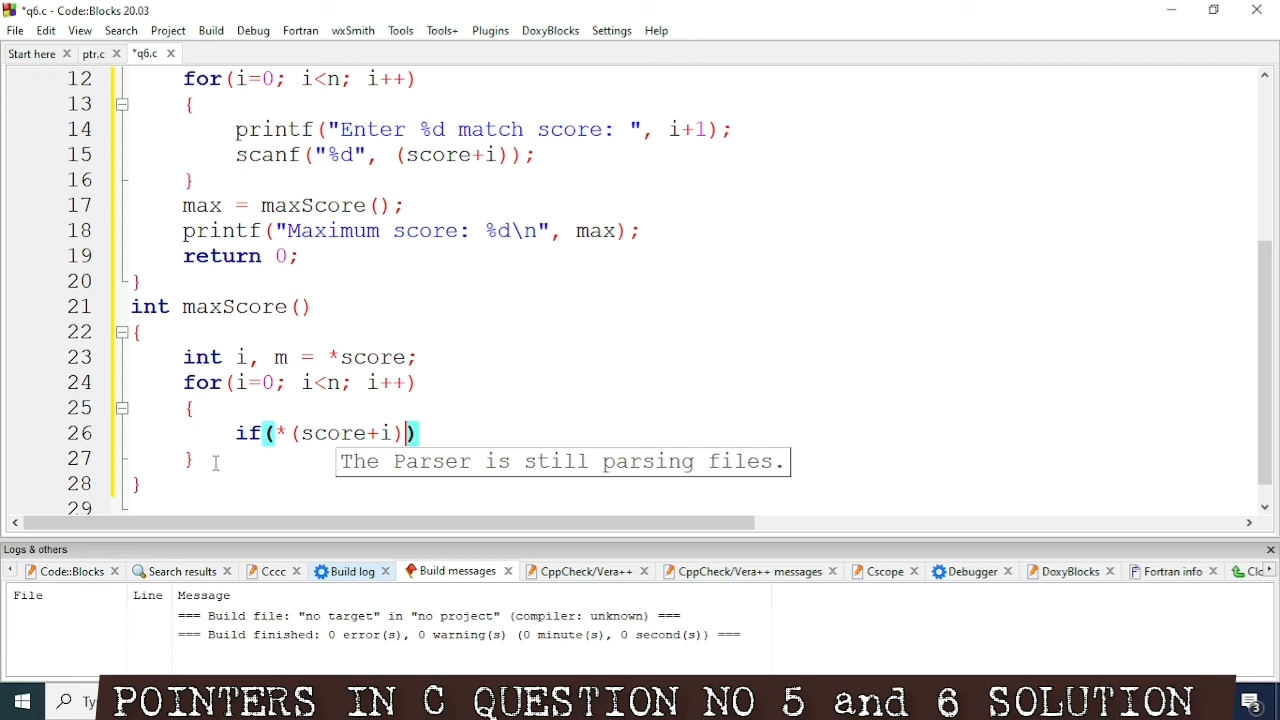 *q6.c - Code::Blocks 20.03
File Edit View Search Project Build Debug Fortran wxSmith Tools Tools+ Plugins DoxyBlocks Settings Help
Start here ptr.c *q6.c
12 for(i=0; i<n; i++)
13 {
14 printf("Enter %d match score: ", i+1);
15 scanf("%d", (score+i));
16 }
17 max = maxScore();
18 printf("Maximum score: %d\n", max);
19 return 0;
20 }
21 int maxScore()
22 {
23 int i, m = *score;
24 for(i=0; i<n; i++)
25 {
26 if(*(score+i))
27 }
The Parser is still parsing files.
28 }
29
Logs & others
Code::Blocks Search results Cccc Build log Build messages CppCheck/Vera++ CppCheck/Vera++ messages Cscope Debugger DoxyBlocks Fortran info Clo
File Line Message
=== Build file: "no target" in "no project" (compiler: unknown) ===
=== Build finished: 0 error(s), 0 warning(s) (0 minute(s), 0 second(s)) ===
Ty
POINTERS IN C QUESTION NO 5 and 6 SOLUTION
3